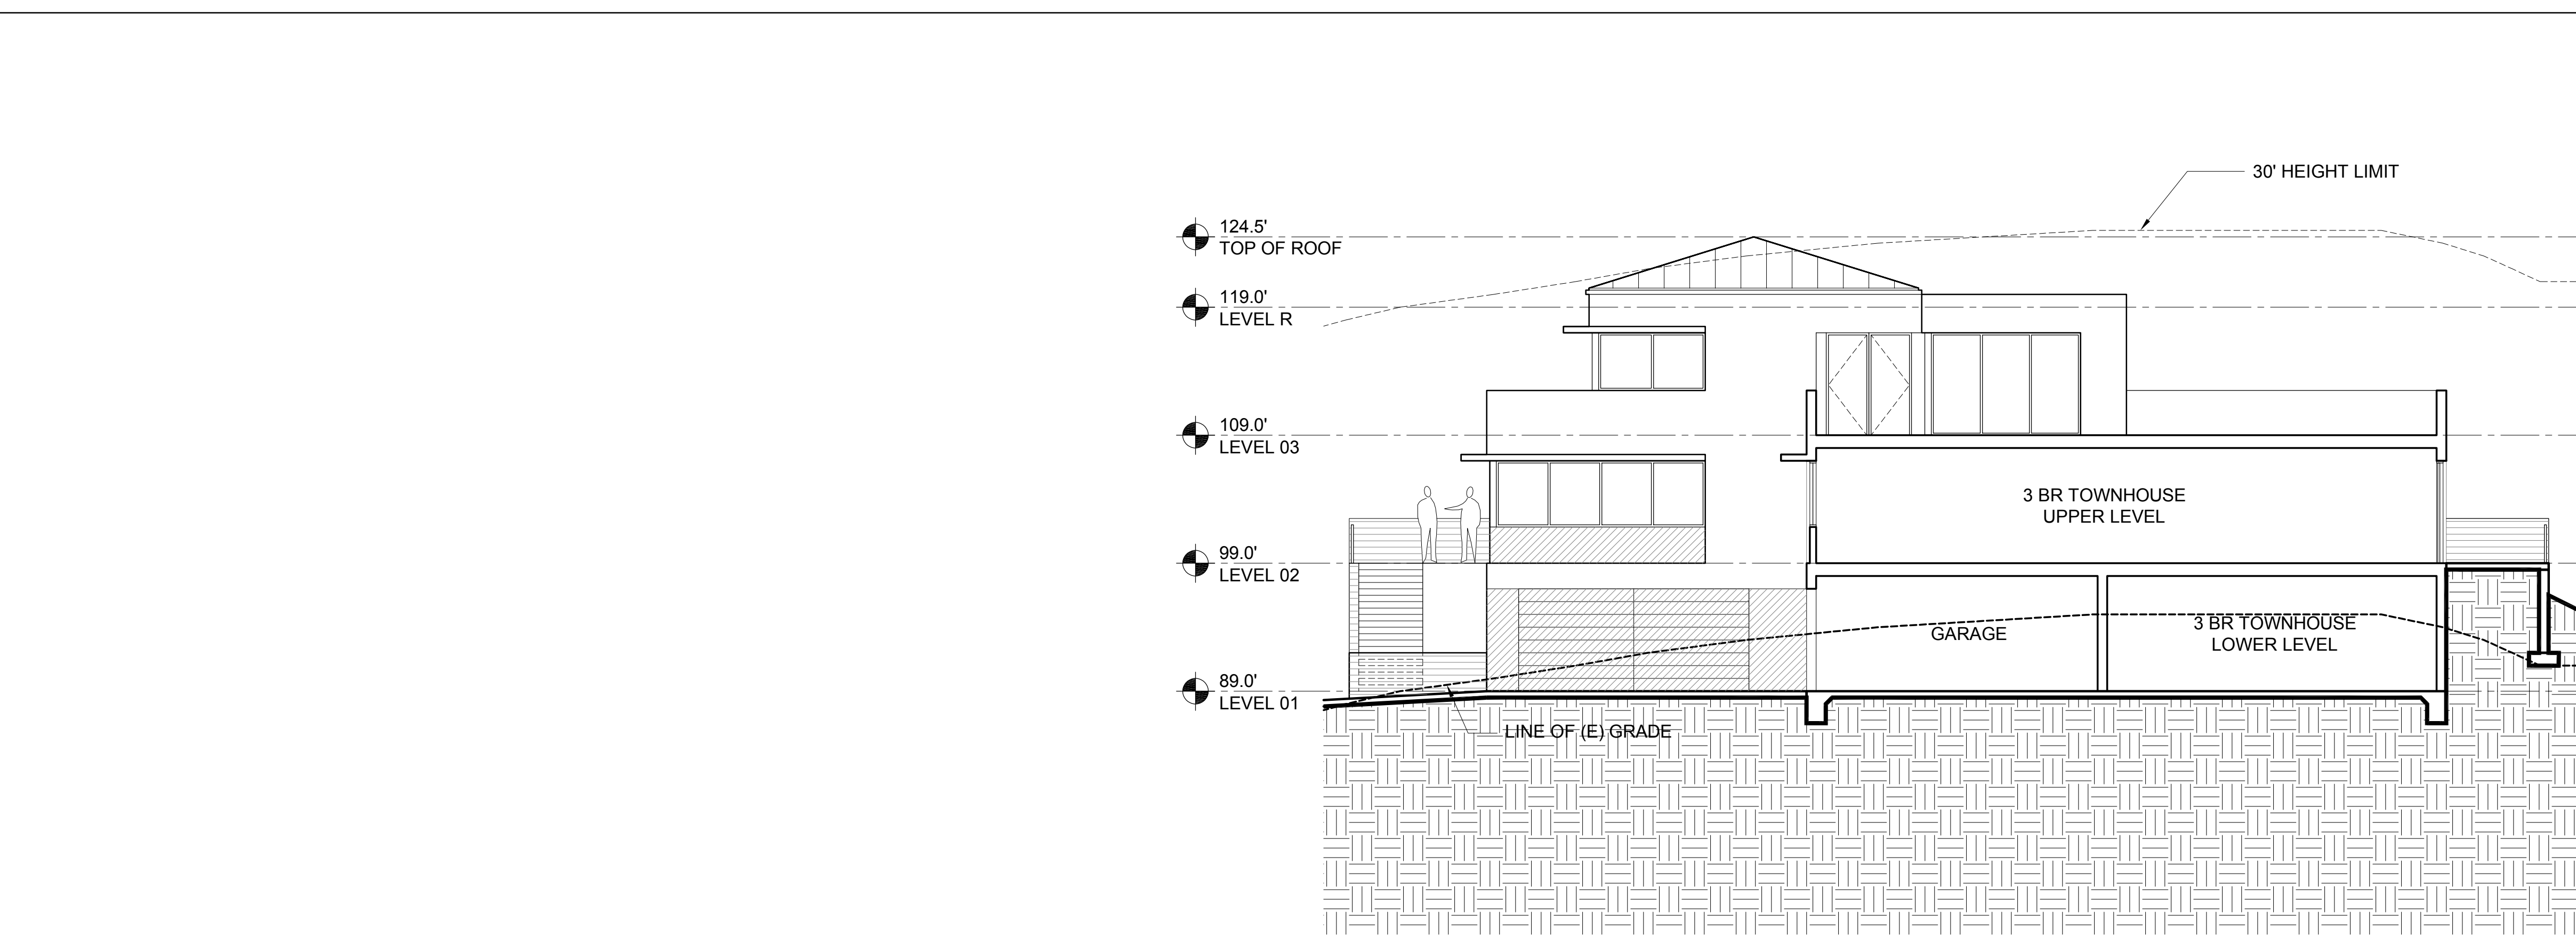 30' HEIGHT LIMIT
124.5'
TOP OF ROOF
119.0'
LEVEL R
109.0'
LEVEL 03
3 BR TOWNHOUSE
UPPER LEVEL
99.0'
LEVEL 02
GARAGE
3 BR TOWNHOUSE
LOWER LEVEL
89.0'
LEVEL 01
LINE OF (E) GRADE